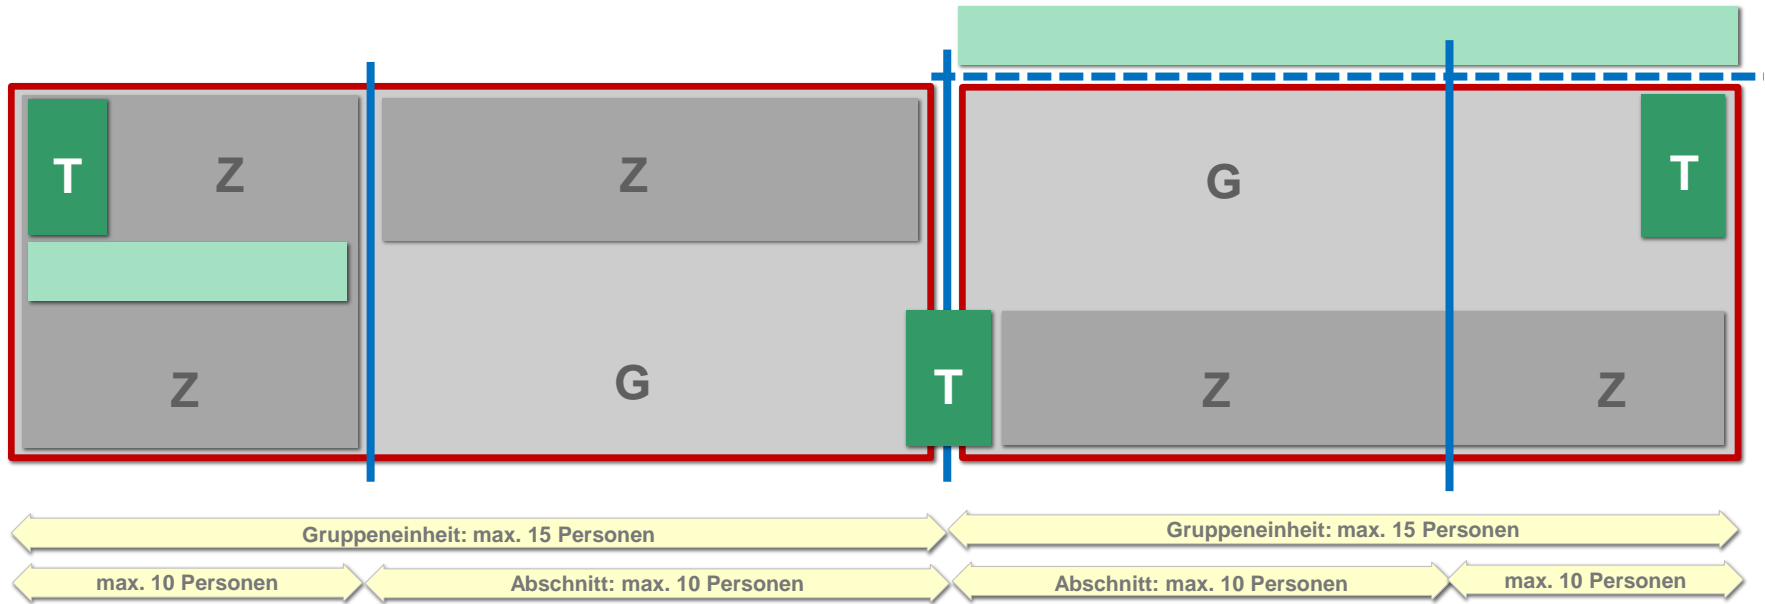 T
Z
Z
G
T
Z
G
T
Z
Z
Gruppeneinheit: max. 15 Personen
Gruppeneinheit: max. 15 Personen
max. 10 Personen
Abschnitt: max. 10 Personen
Abschnitt: max. 10 Personen
max. 10 Personen